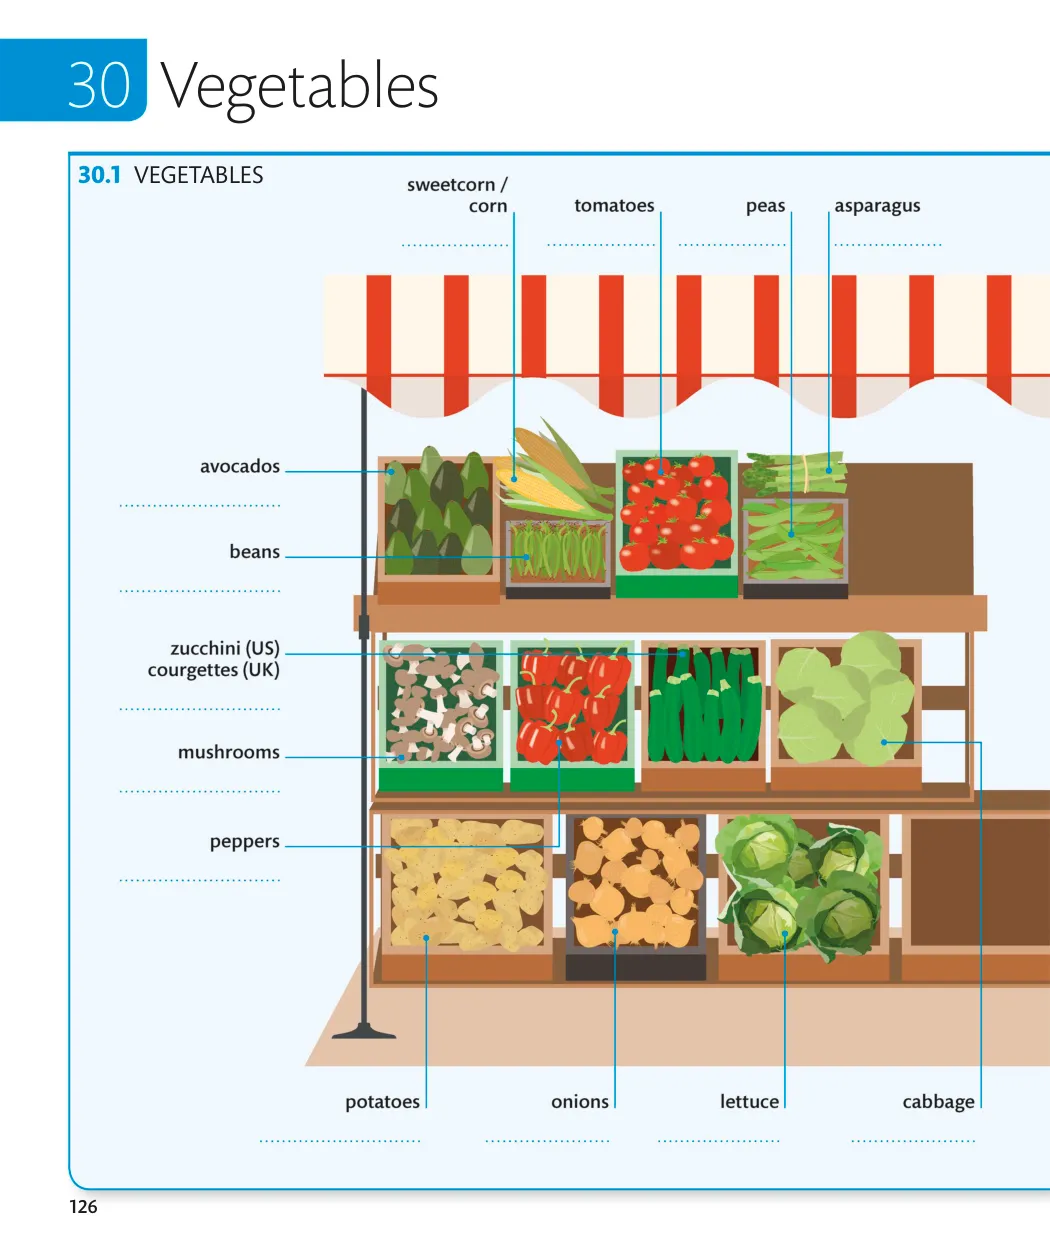 30 Vegetables
30.1 VEGETABLES
sweetcorn /
corn
tomatoes
peas
asparagus
avocados
beans
zucchini (US)
courgettes (UK)
mushrooms
peppers
potatoes
onions
lettuce
cabbage
126